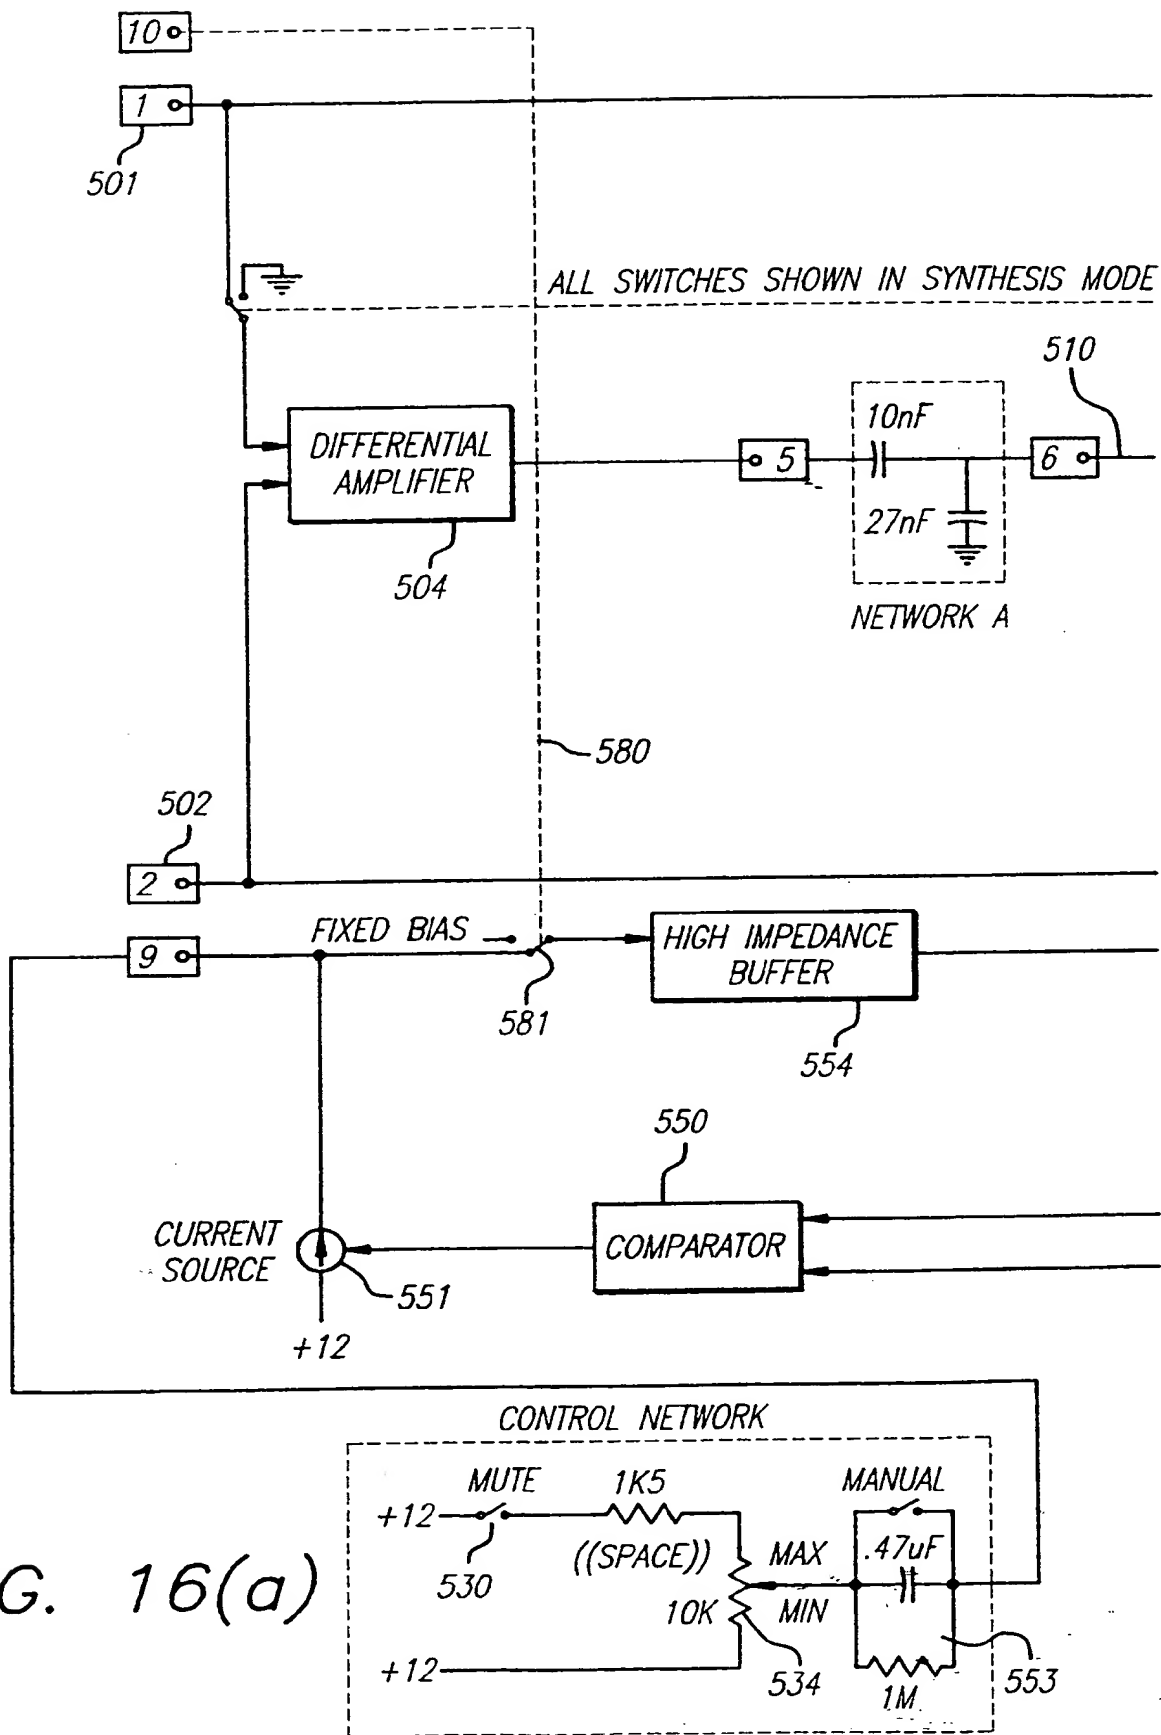 10
1
501
ALL SWITCHES SHOWN IN SYNTHESIS MODE
510
DIFFERENTIAL
AMPLIFIER
504
5
10nF
27nF
6
NETWORK A
580
502
2
FIXED BIAS
9
HIGH IMPEDANCE
BUFFER
581
554
550
CURRENT
SOURCE
551
+12
COMPARATOR
CONTROL NETWORK
MUTE
1K5
MANUAL
+12
530
((SPACE))
MAX
.47uF
10K
MIN
+12
534
1M
553
G. 16(a)